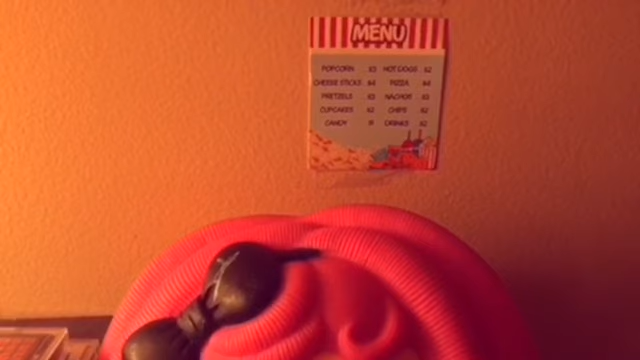 MENU
POPCORN $3 HOT DOGS $2
CHEESE STICKS $4 PIZZA $4
PRETZELS $3 NACHOS $3
CUPCAKES $2 CHIPS $2
CANDY $1 DRINKS $2